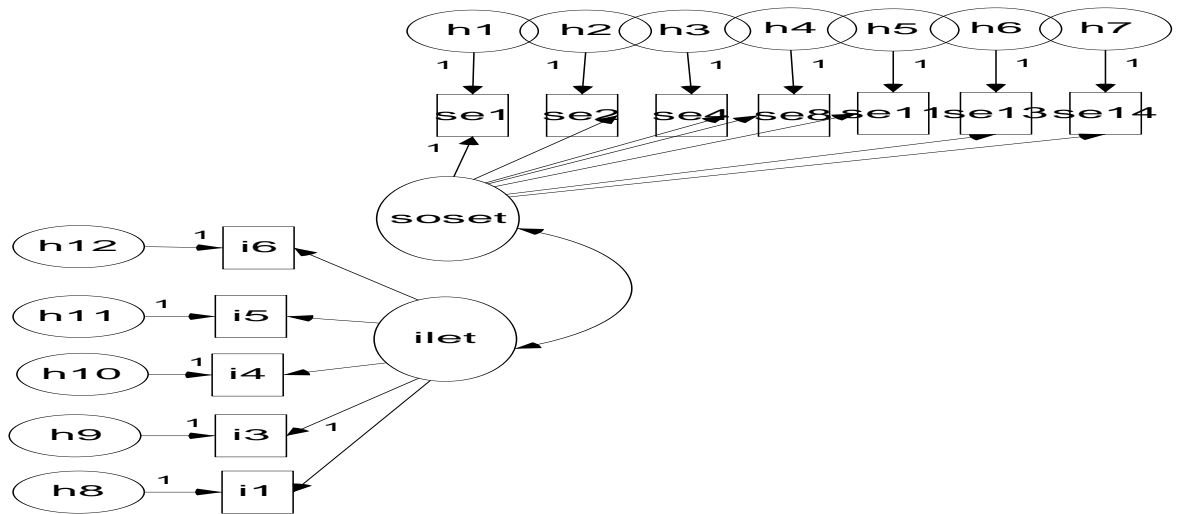 h1 h2 h3 h4 h5 h6 h7
1 1 1 1 1 1 1
se1 se2 se4 se8 se11 se13 se14
1
soset
h12 1 i6
h11 1 i5
ilet
h10 1 i4
h9 1 i3 1
h8 1 i1